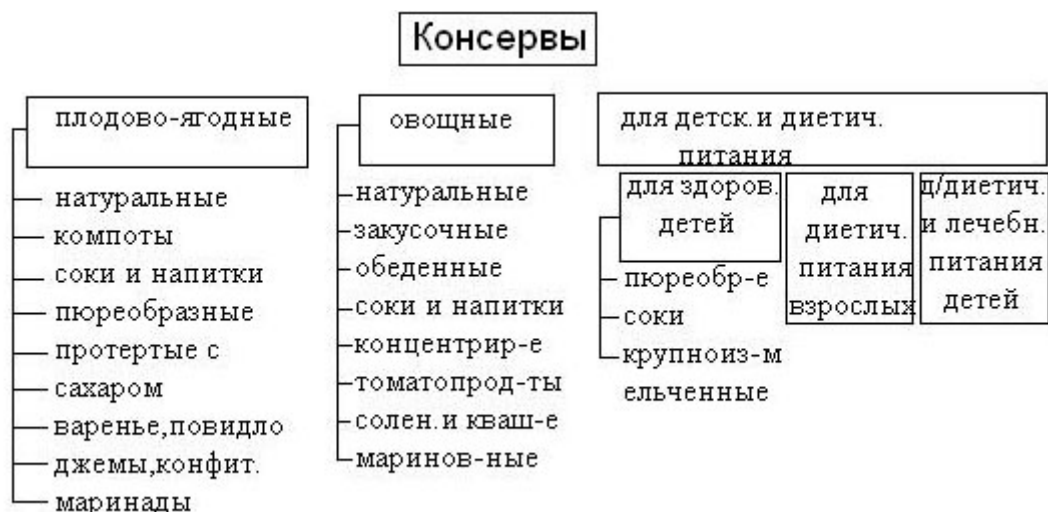 Консервы
плодово-ягодные
натуральные
компоты
соки и напитки
пюреобразные
протертые с
сахаром
варенье,повидло
джемы,конфит.
маринады
овощные
натуральные
закусочные
обеденные
соки и напитки
концентрир-е
томатопрод-ты
солен.и кваш-е
маринов-ные
для детск.и диетич.
питания
для здоров.
детей
пюреобр-е
соки
крупноиз-м
ельченные
для
диетич.
питания
взрослых
д/диетич.
и лечебн.
питания
детей